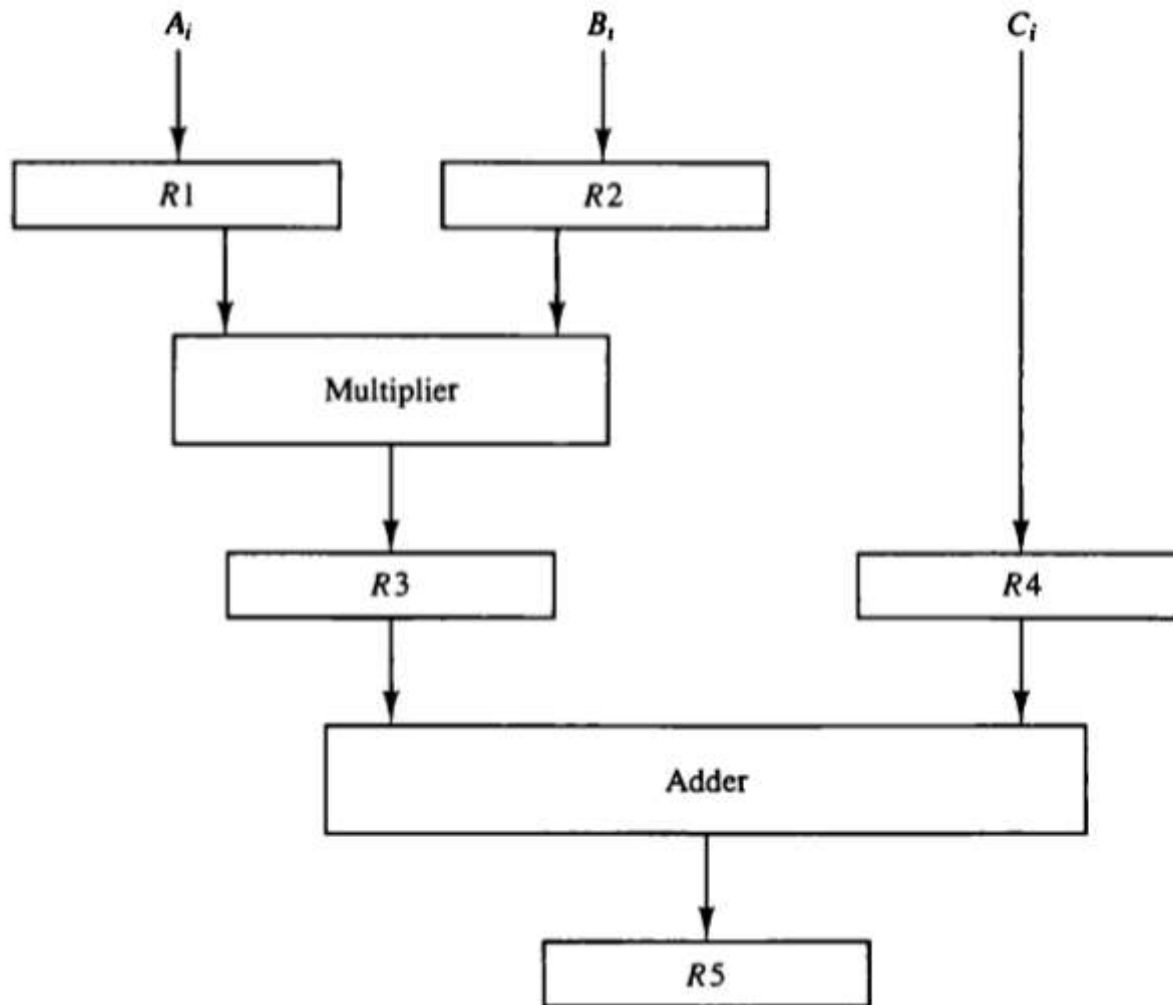 Aᵢ Bᵢ Cᵢ
R1 R2
Multiplier
R3 R4
Adder
R5